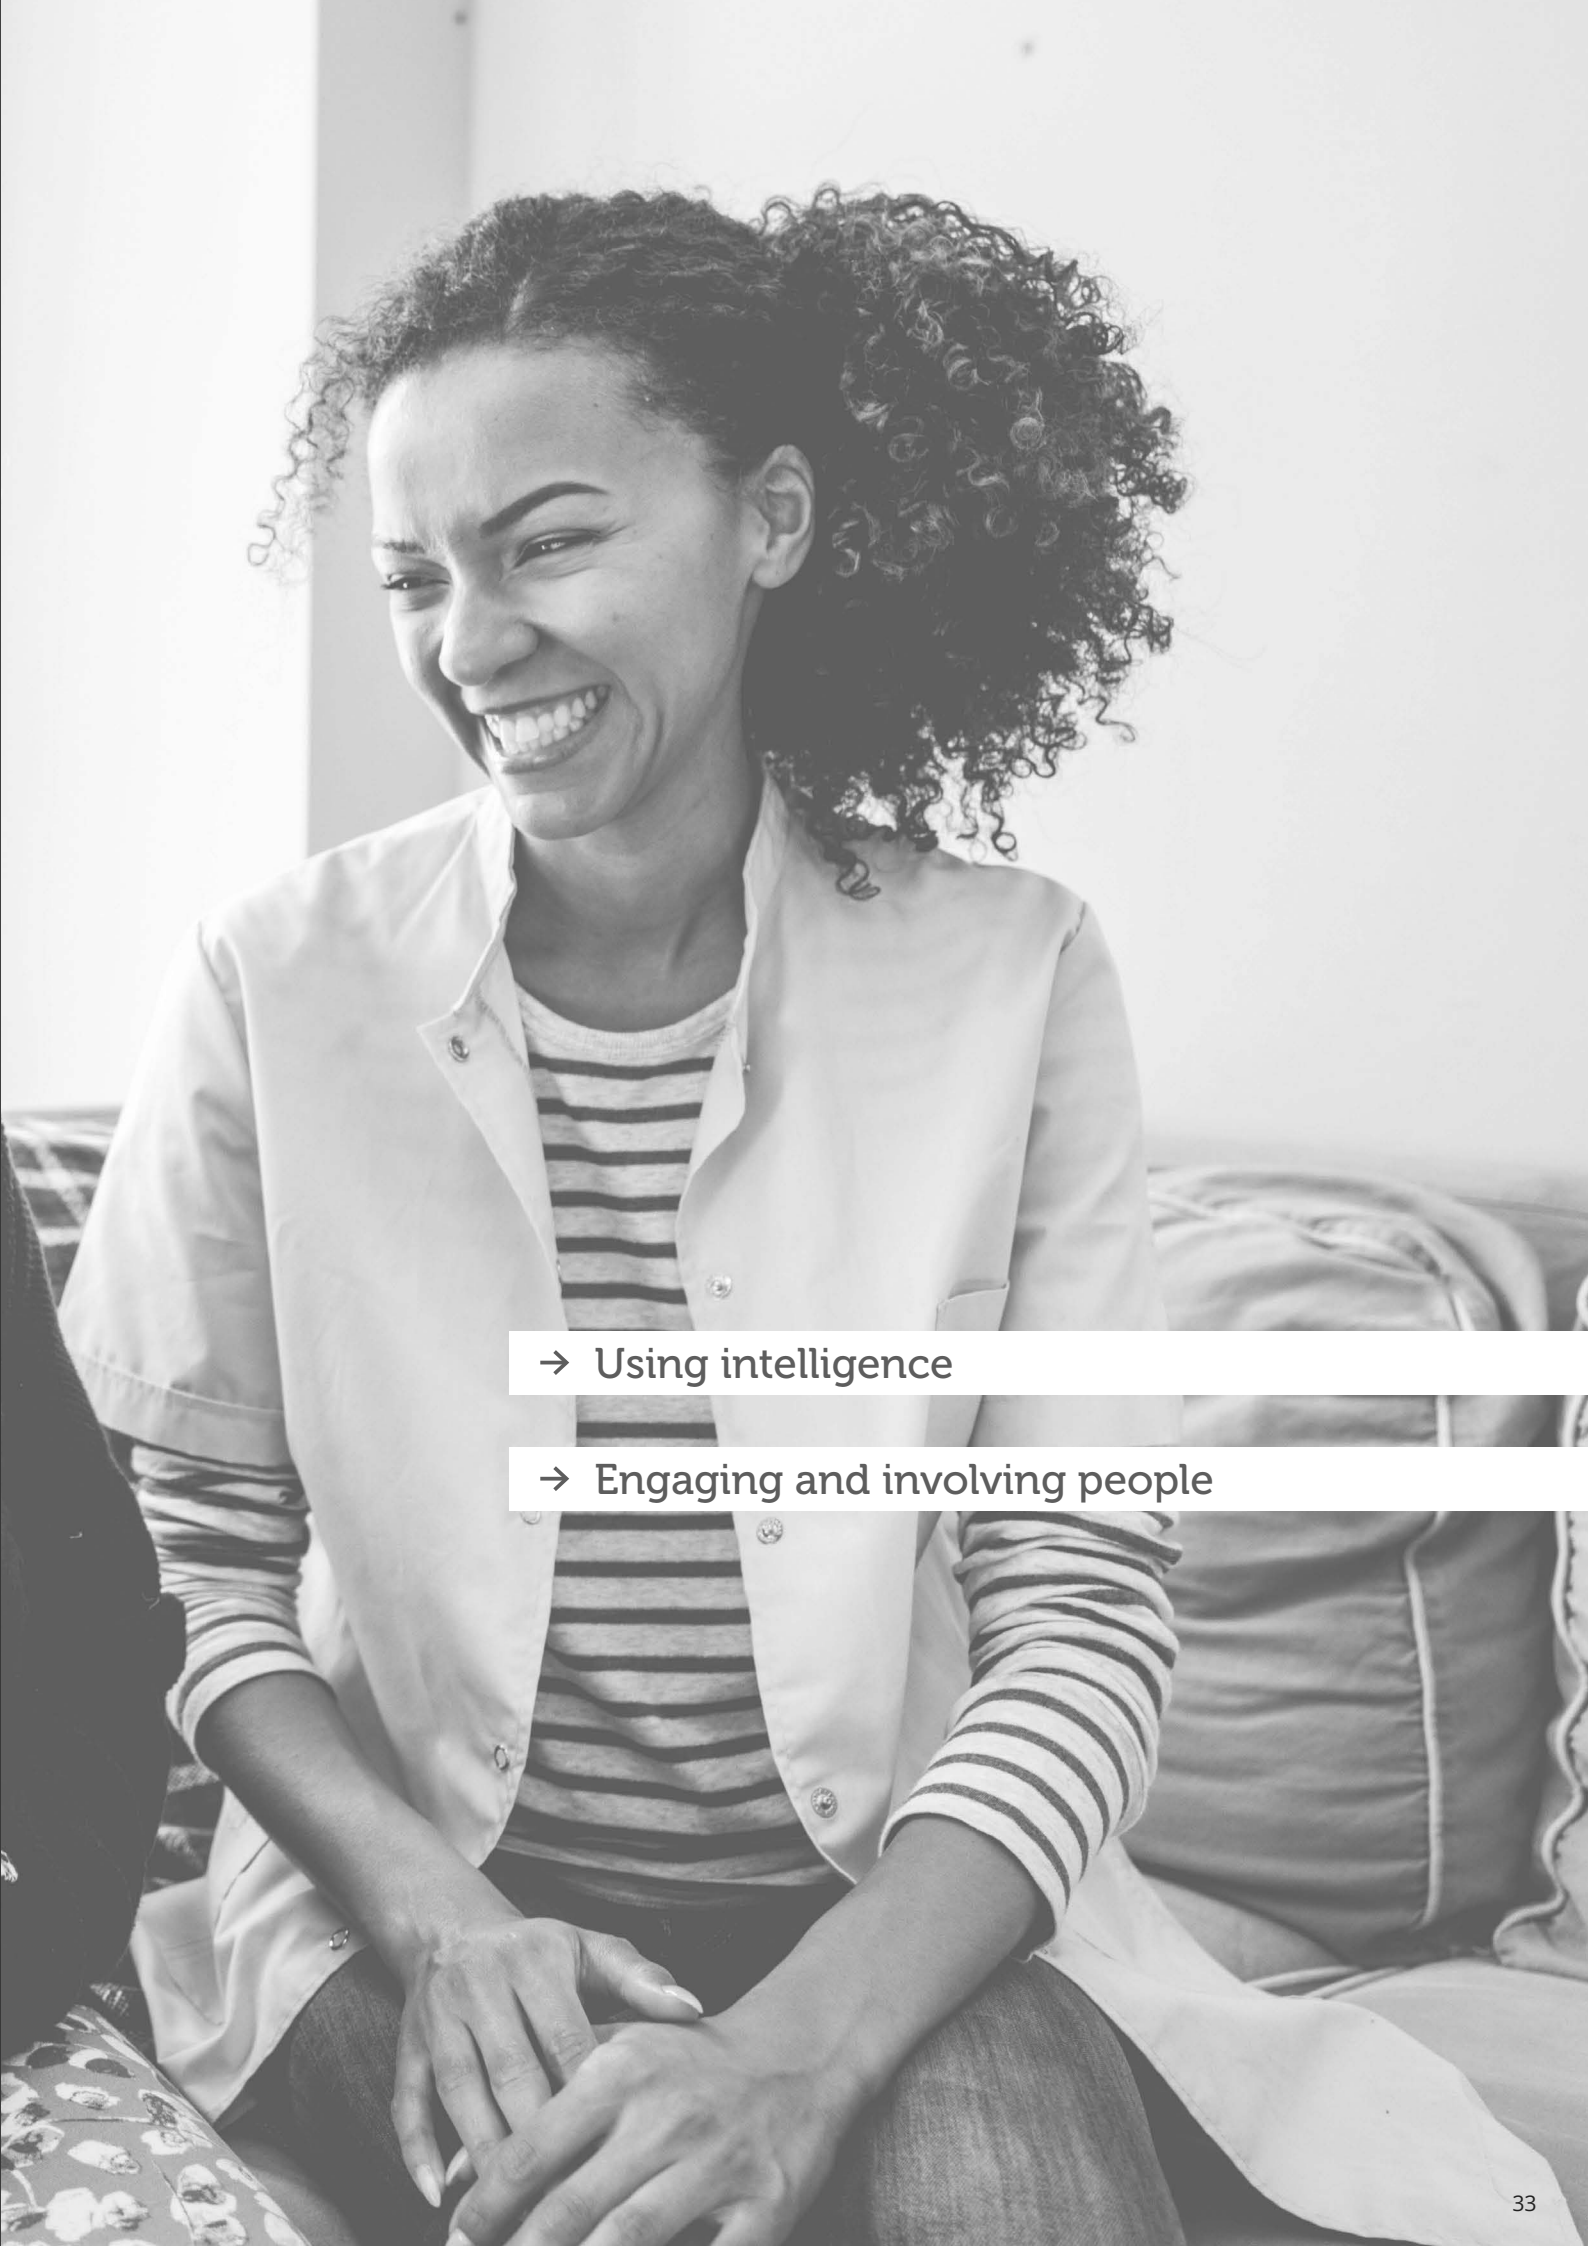 → Using intelligence
→ Engaging and involving people
33